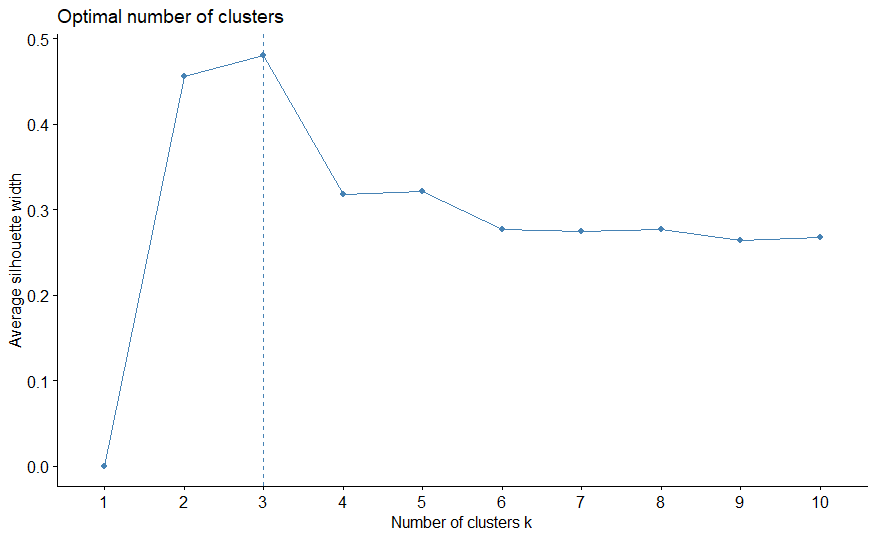 Optimal number of clusters
0.5
0.4
0.3
0.2
0.1
0.0
Average silhouette width
1 2 3 4 5 6 7 8 9 10
Number of clusters k